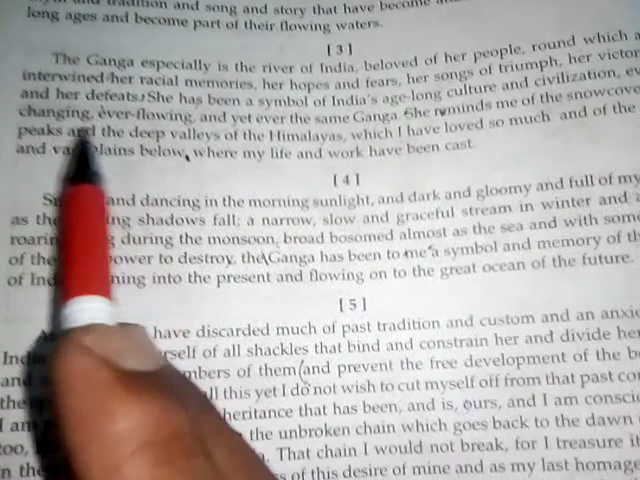 and tradition and song and story that have become
long ages and become part of their flowing waters.
[3]
The Ganga especially is the river of India, beloved of her people, round which a
interwined her racial memories, her hopes and fears, her songs of triumph, her victor
and her defeats. She has been a symbol of India's age-long culture and civilization, ev
changing, ever-flowing, and yet ever the same Ganga. She reminds me of the snowcove
peaks and the deep valleys of the Himalayas, which I have loved so much and of the
and va plains below, where my life and work have been cast.
[4]
and dancing in the morning sunlight, and dark and gloomy and full of my
as the ing shadows fall; a narrow, slow and graceful stream in winter and a
roarin g during the monsoon, broad bosomed almost as the sea and with som
of the power to destroy, the Ganga has been to me a symbol and memory of th
of Ind ning into the present and flowing on to the great ocean of the future.
[5]
have discarded much of past tradition and custom and an anxio
India rself of all shackles that bind and constrain her and divide her
and mbers of them (and prevent the free development of the b
the ll this yet I do not wish to cut myself off from that past con
heritance that has been, and is, ours, and I am consci
I am the unbroken chain which goes back to the dawn
too, . That chain I would not break, for I treasure it
n the s of this desire of mine and as my last homage